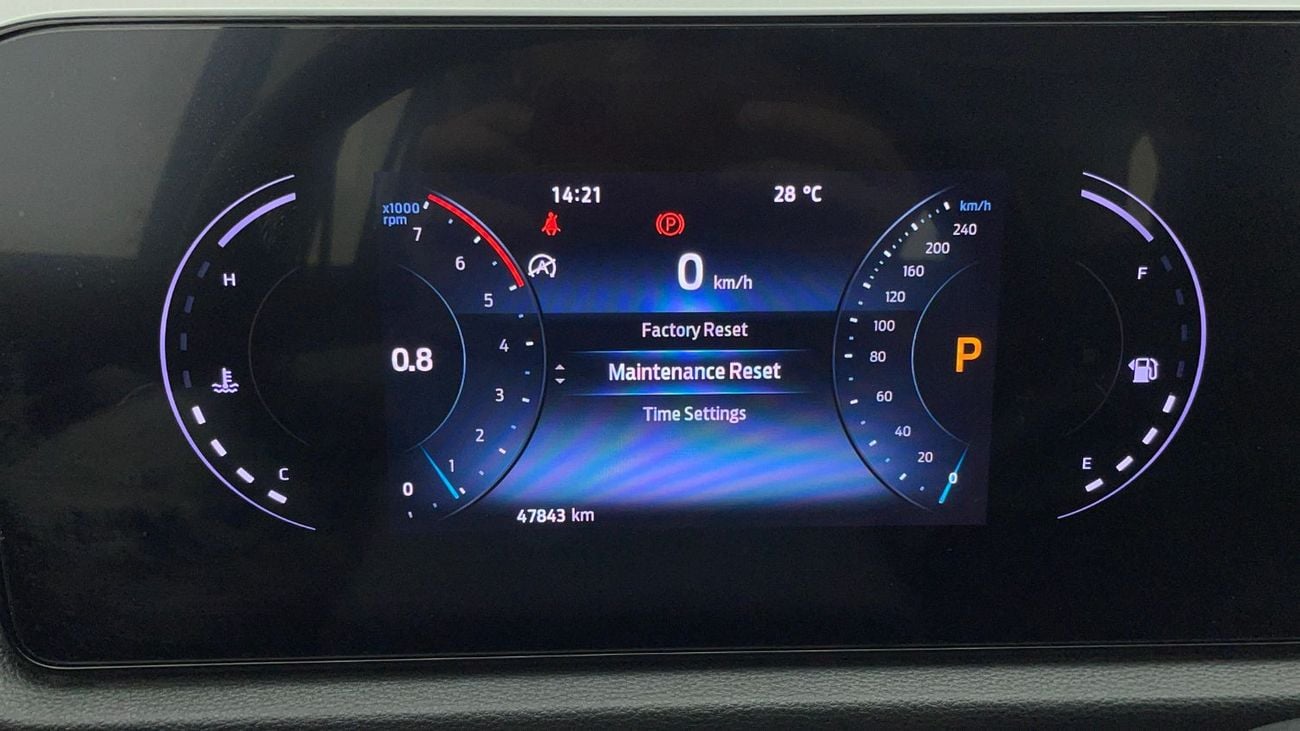 14:21
28 °C
x1000
rpm
7
6
5
4
3
2
1
0
0.8
H
C
A
P
0 km/h
Factory Reset
Maintenance Reset
Time Settings
47843 km
km/h
240
200
160
120
100
80
60
40
20
0
P
F
E